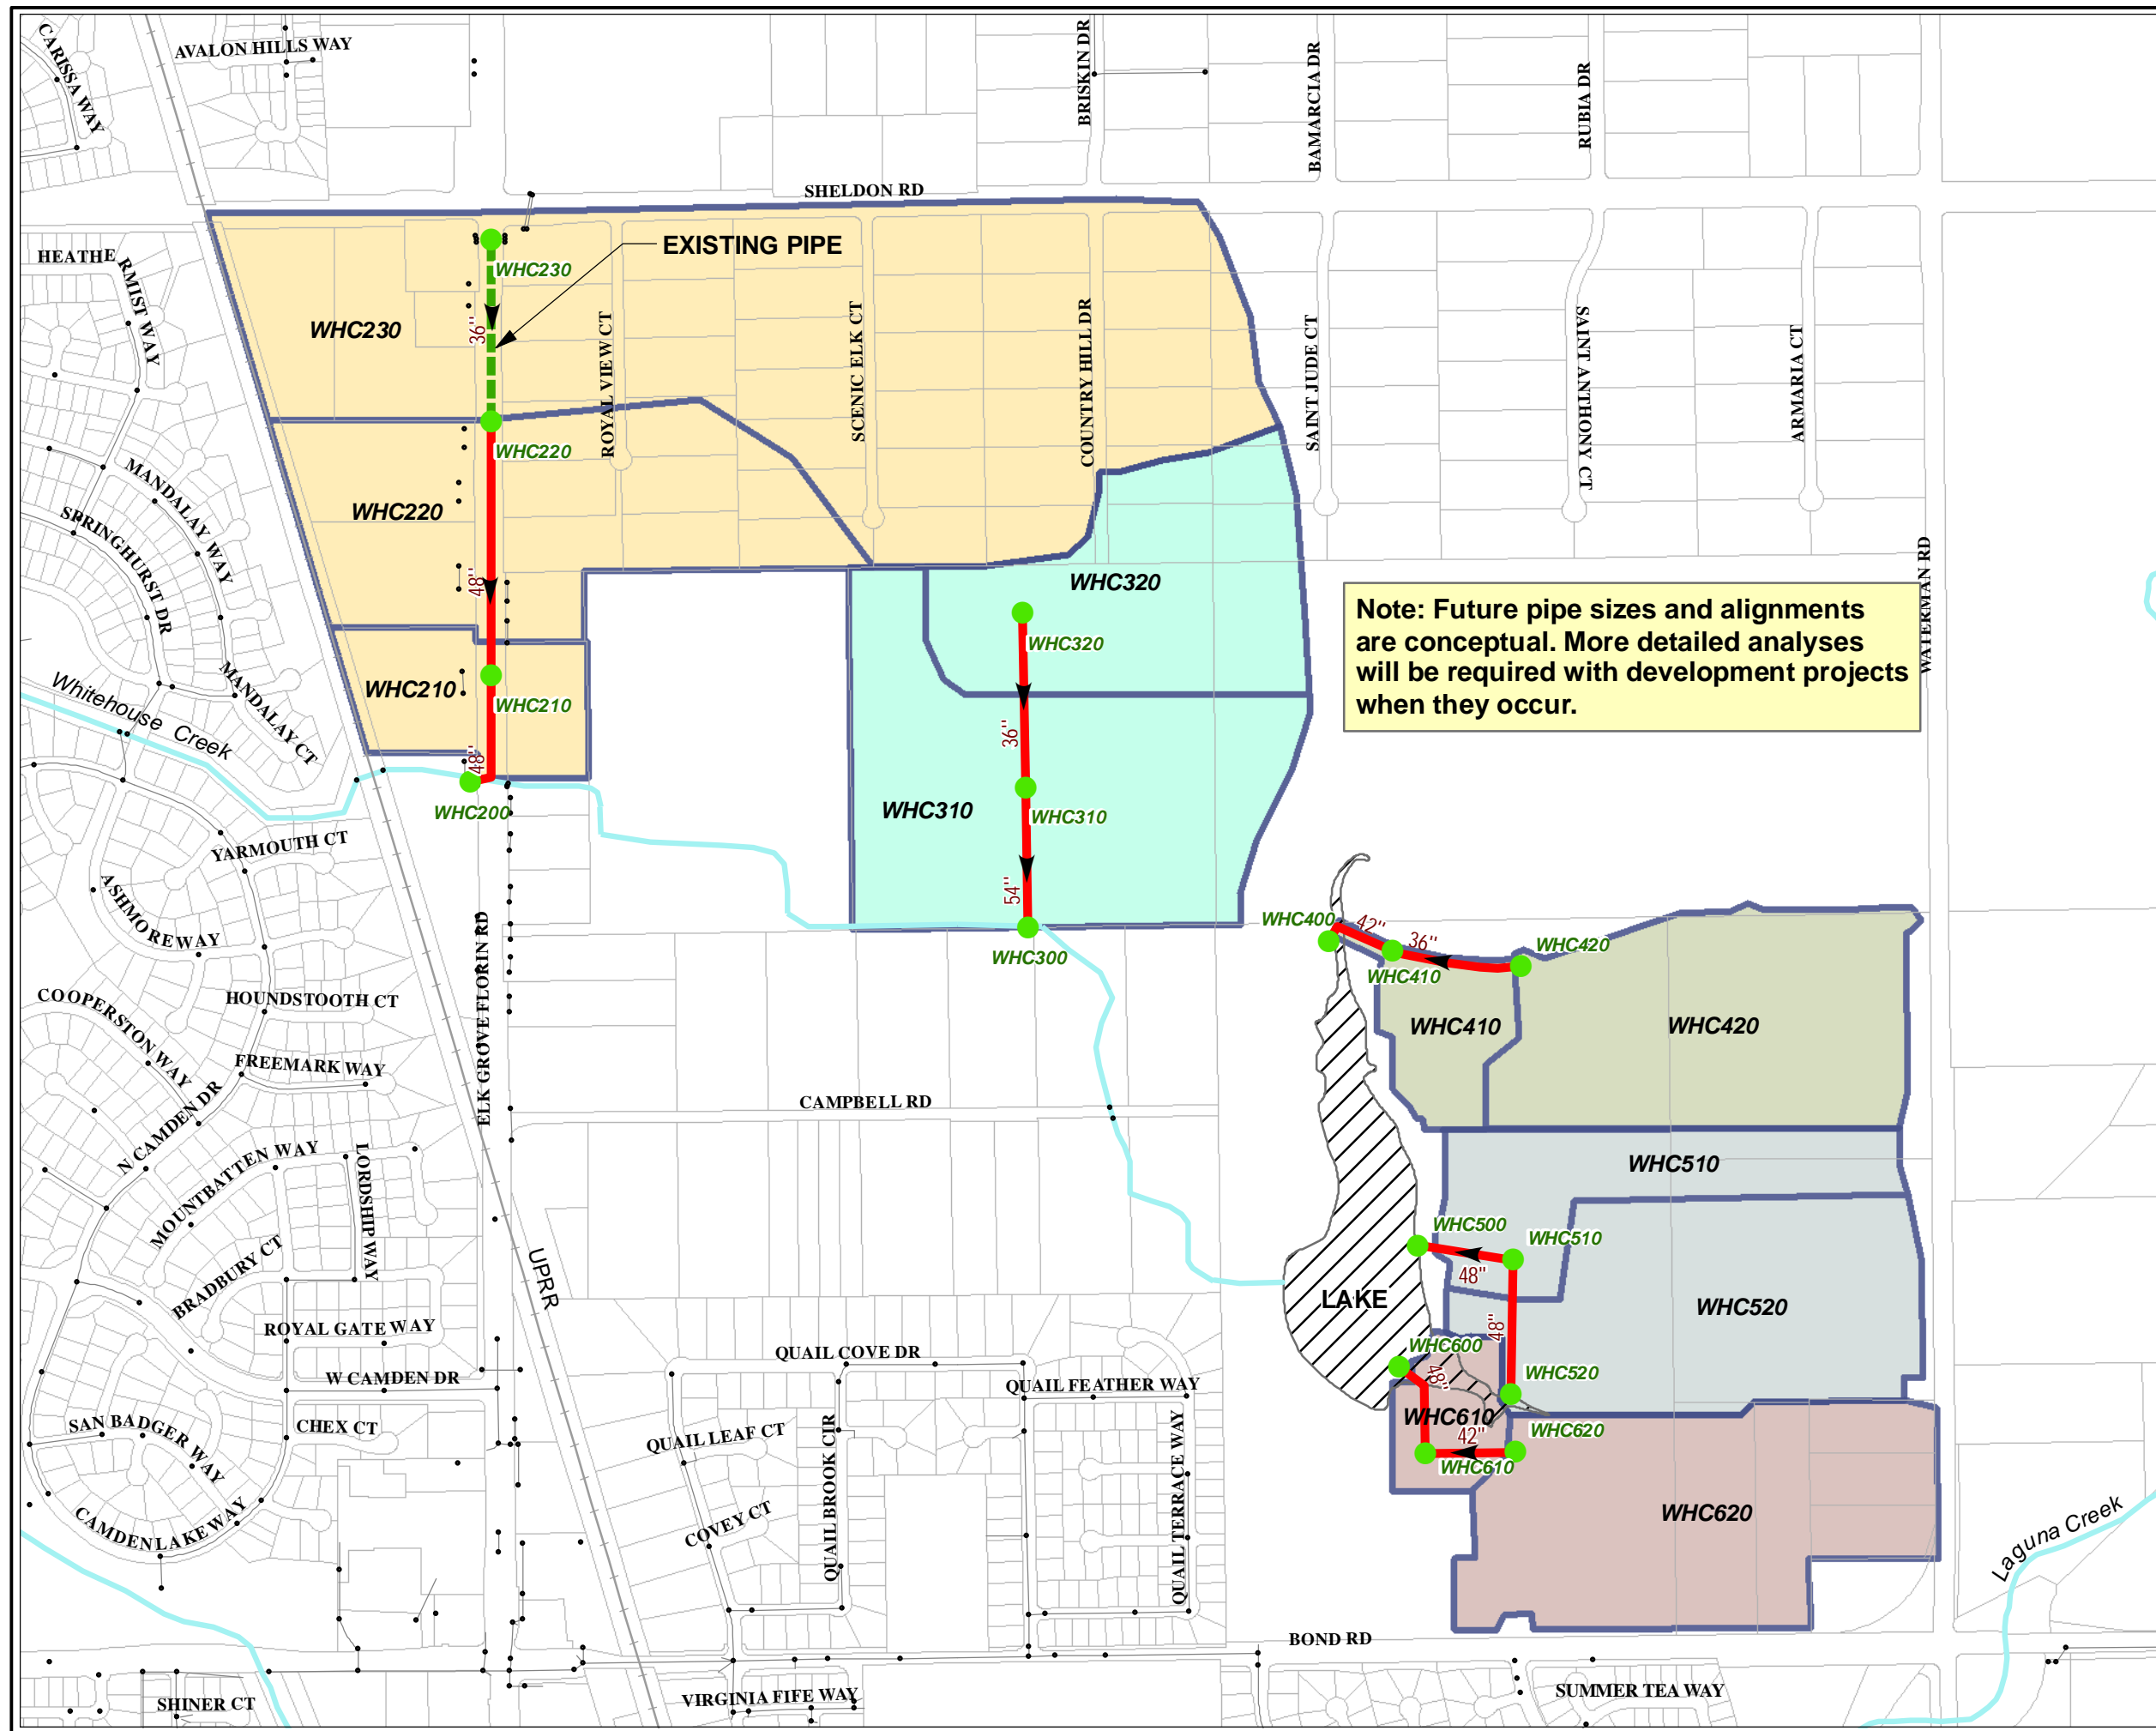 CARISSA WAY
AVALON HILLS WAY
BRISKIN DR
BAMARCIA DR
RUBIA DR
SHELDON RD
HEATHE RMIST WAY
EXISTING PIPE
WHC230
WHC230
36"
ROYAL VIEW CT
SCENIC ELK CT
COUNTRY HILL DR
SAINT JUDE CT
SAINT ANTHONY CT
ARMARIA CT
WATERMAN RD
WHC220
WHC220
MANDALAY WAY
SPRINGHURST DR
48"
WHC320
WHC320
Note: Future pipe sizes and alignments
are conceptual. More detailed analyses
will be required with development projects
when they occur.
WHC210
WHC210
MANDALAY CT
Whitehouse Creek
48"
WHC200
36"
WHC310
WHC310
54"
WHC300
YARMOUTH CT
ASHMORE WAY
ELK GROVE FLORIN RD
HOUNDSTOOTH CT
COOPERSTON WAY
FREEMARK WAY
N CAMDEN DR
CAMPBELL RD
WHC400
42"
36"
WHC420
WHC410
WHC410
WHC420
MOUNTBATTEN WAY
LORDSHIP WAY
BRADBURY CT
UPRR
WHC510
WHC500
WHC510
48"
LAKE
48"
WHC520
ROYAL GATE WAY
W CAMDEN DR
QUAIL COVE DR
QUAIL FEATHER WAY
WHC600
48"
WHC520
SAN BADGER WAY
CHEX CT
QUAIL LEAF CT
QUAIL BROOK CIR
QUAIL TERRACE WAY
WHC610
42"
WHC620
WHC610
WHC620
CAMDEN LAKE WAY
COVEY CT
Laguna Creek
BOND RD
SHINER CT
VIRGINIA FIFE WAY
SUMMER TEA WAY